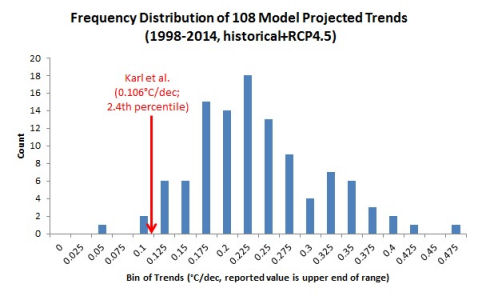 Frequency Distribution of 108 Model Projected Trends
(1998-2014, historical+RCP4.5)
20
18
16
14
12
10
8
6
4
2
0
Count
Karl et al.
(0.106°C/dec;
2.4th percentile)
0 0.025 0.05 0.075 0.1 0.125 0.15 0.175 0.2 0.225 0.25 0.275 0.3 0.325 0.35 0.375 0.4 0.425 0.45 0.475
Bin of Trends (°C/dec, reported value is upper end of range)